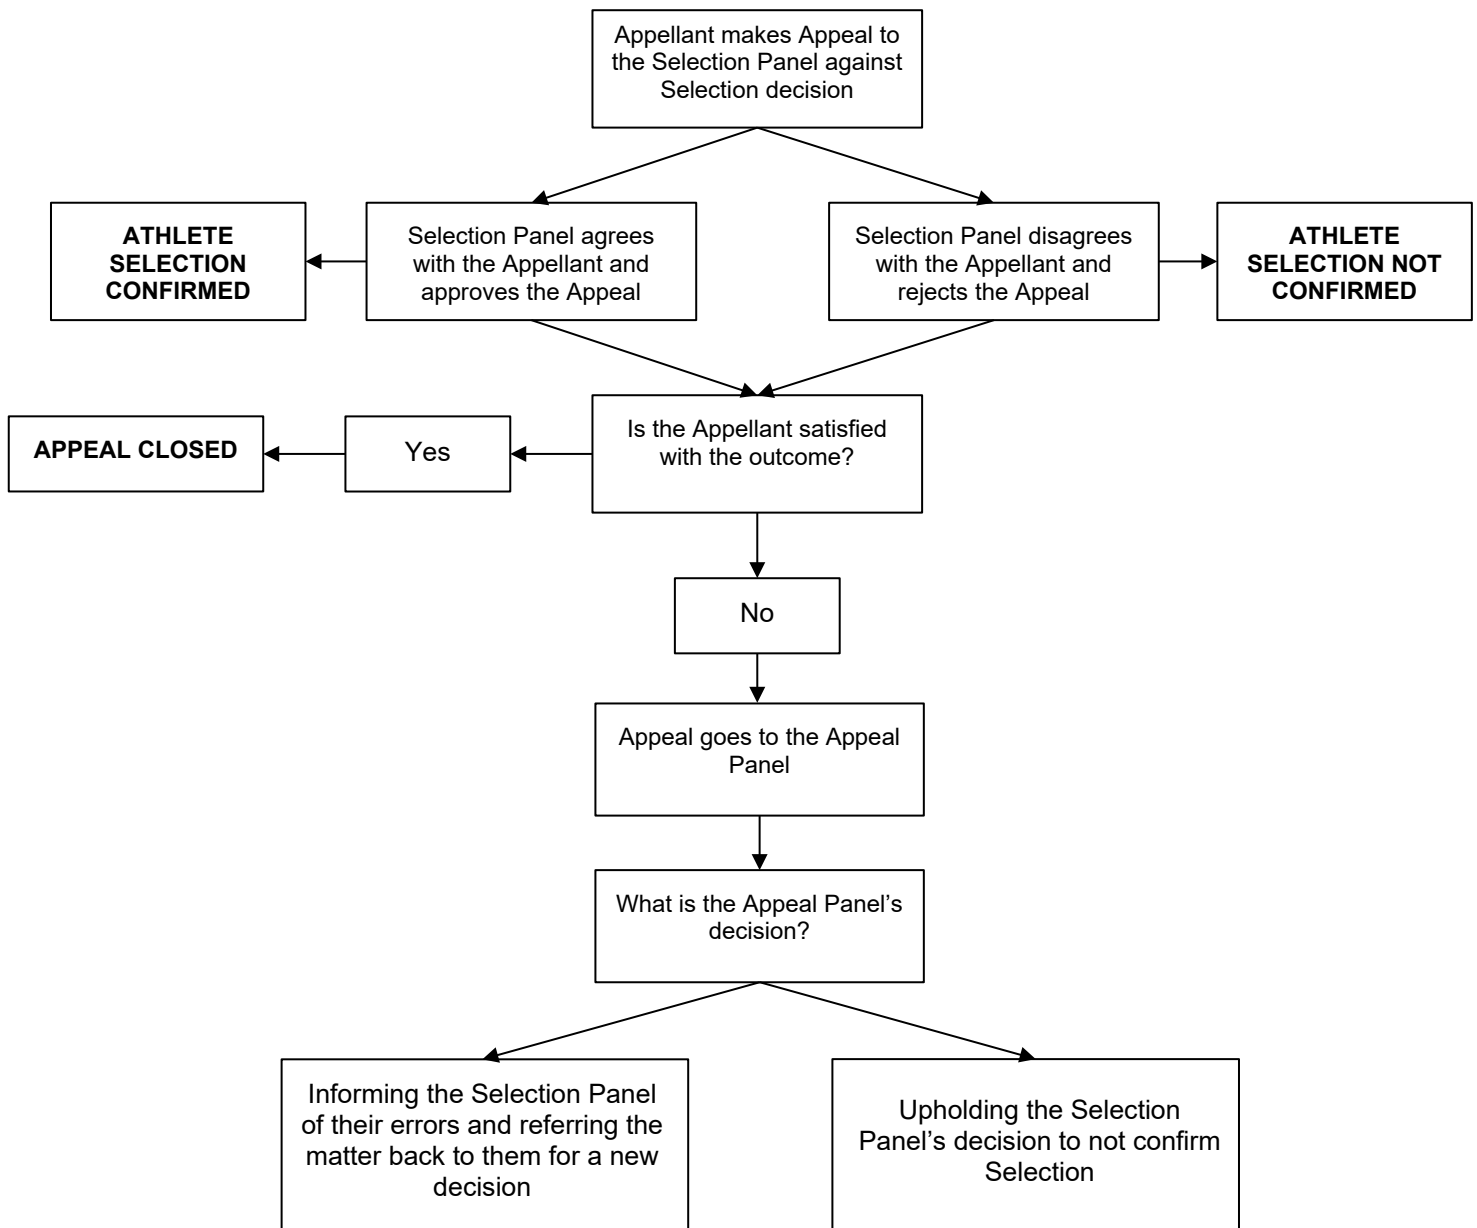 Appellant makes Appeal to
the Selection Panel against
Selection decision
ATHLETE
SELECTION
CONFIRMED
Selection Panel agrees
with the Appellant and
approves the Appeal
Selection Panel disagrees
with the Appellant and
rejects the Appeal
ATHLETE
SELECTION NOT
CONFIRMED
APPEAL CLOSED
Yes
Is the Appellant satisfied
with the outcome?
No
Appeal goes to the Appeal
Panel
What is the Appeal Panel’s
decision?
Informing the Selection Panel
of their errors and referring the
matter back to them for a new
decision
Upholding the Selection
Panel’s decision to not confirm
Selection